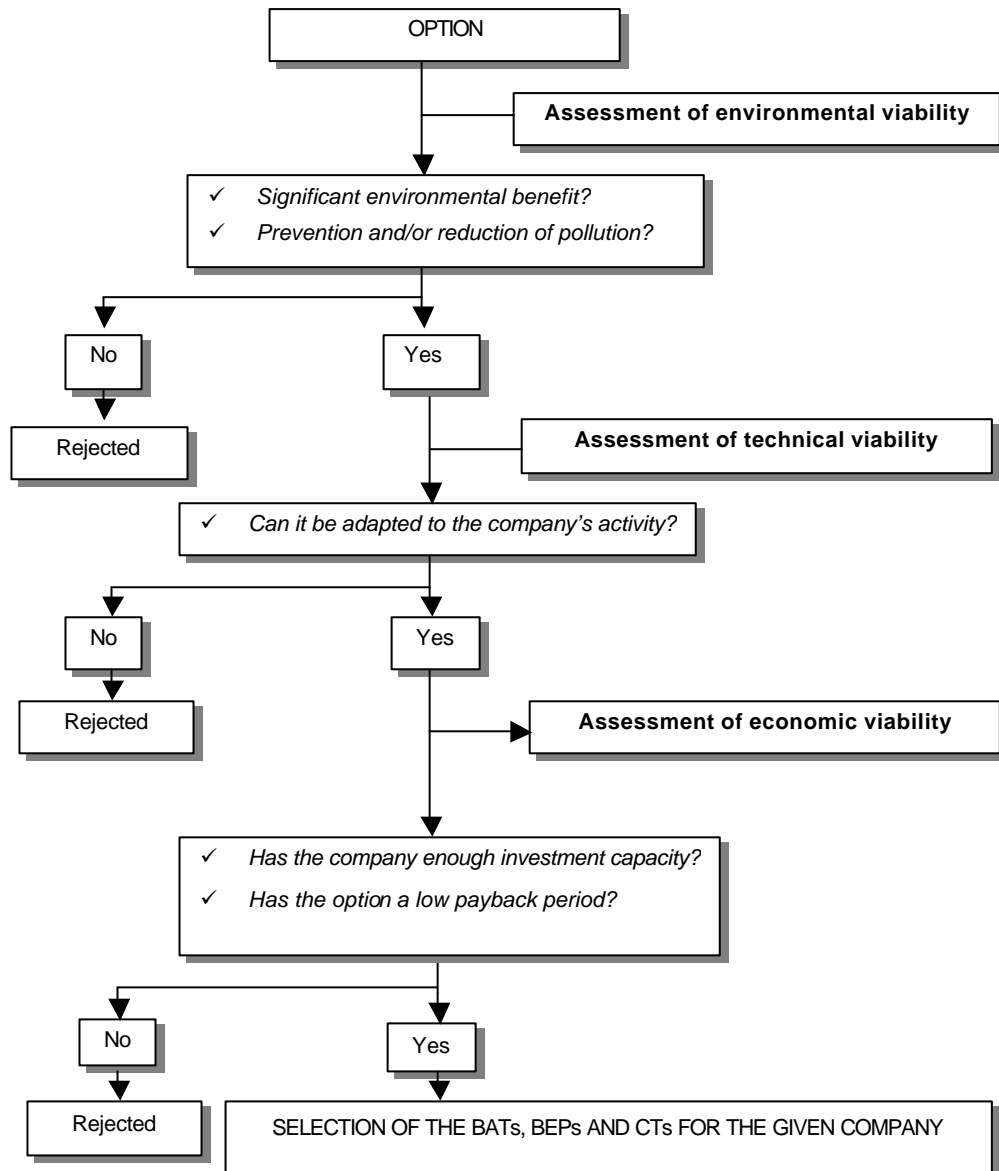 OPTION
Assessment of environmental viability
✓ Significant environmental benefit?
✓ Prevention and/or reduction of pollution?
No
Yes
Rejected
Assessment of technical viability
✓ Can it be adapted to the company’s activity?
No
Yes
Rejected
Assessment of economic viability
✓ Has the company enough investment capacity?
✓ Has the option a low payback period?
No
Yes
Rejected
SELECTION OF THE BATs, BEPs AND CTs FOR THE GIVEN COMPANY